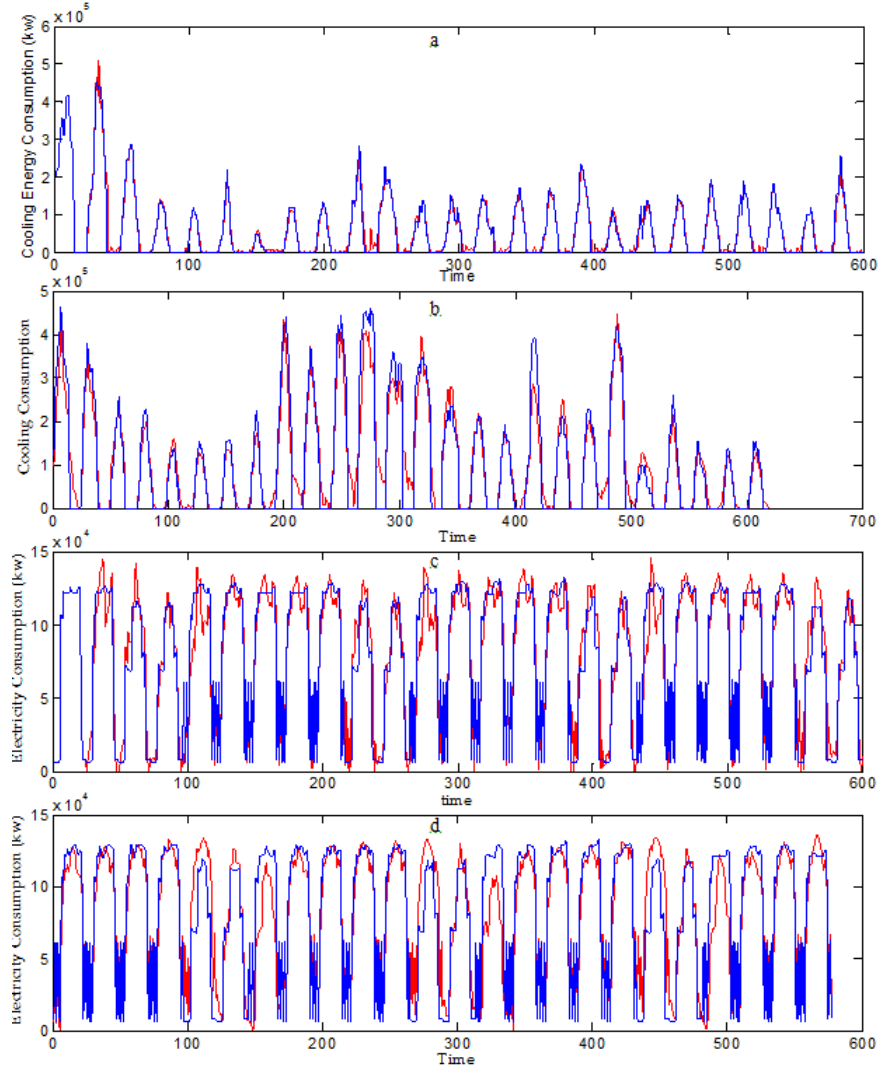 6 x 10^5
a
Cooling Energy Consumption (kw)
6
5
4
3
2
1
0
0 100 200 300 400 500 600
Time
x 10^5
b
Cooling Consumption
5
4
3
2
1
0
0 100 200 300 400 500 600 700
Time
x 10^4
c
Electricity Consumption (kw)
15
10
5
0
0 100 200 300 400 500 600
time
x 10^4
d
Electricity Consumption (kw)
15
10
5
0
0 100 200 300 400 500 600
Time